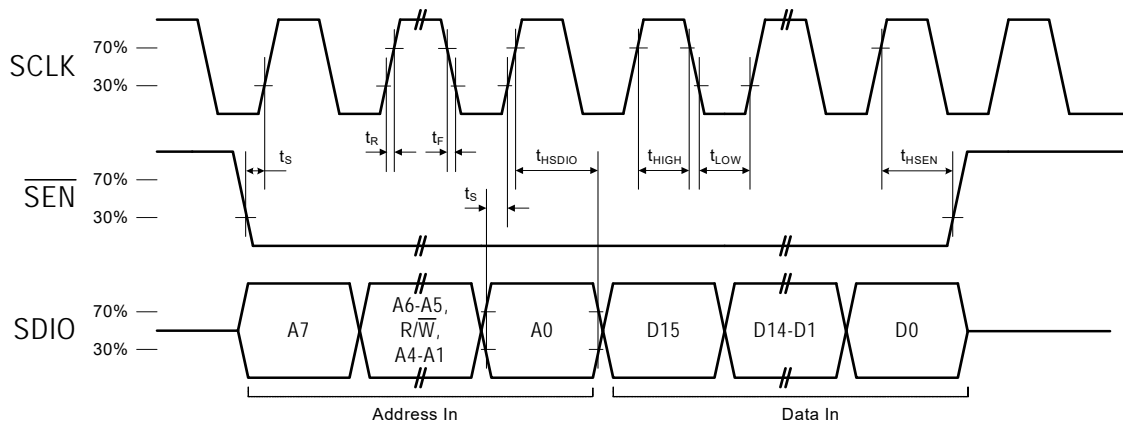 SCLK
70%
30%
tR
tF
tS
tHSDIO
tHIGH
tLOW
tHSEN
SEN
70%
30%
tS
SDIO
70%
30%
A7
A6-A5,
R/W,
A4-A1
A0
D15
D14-D1
D0
Address In
Data In